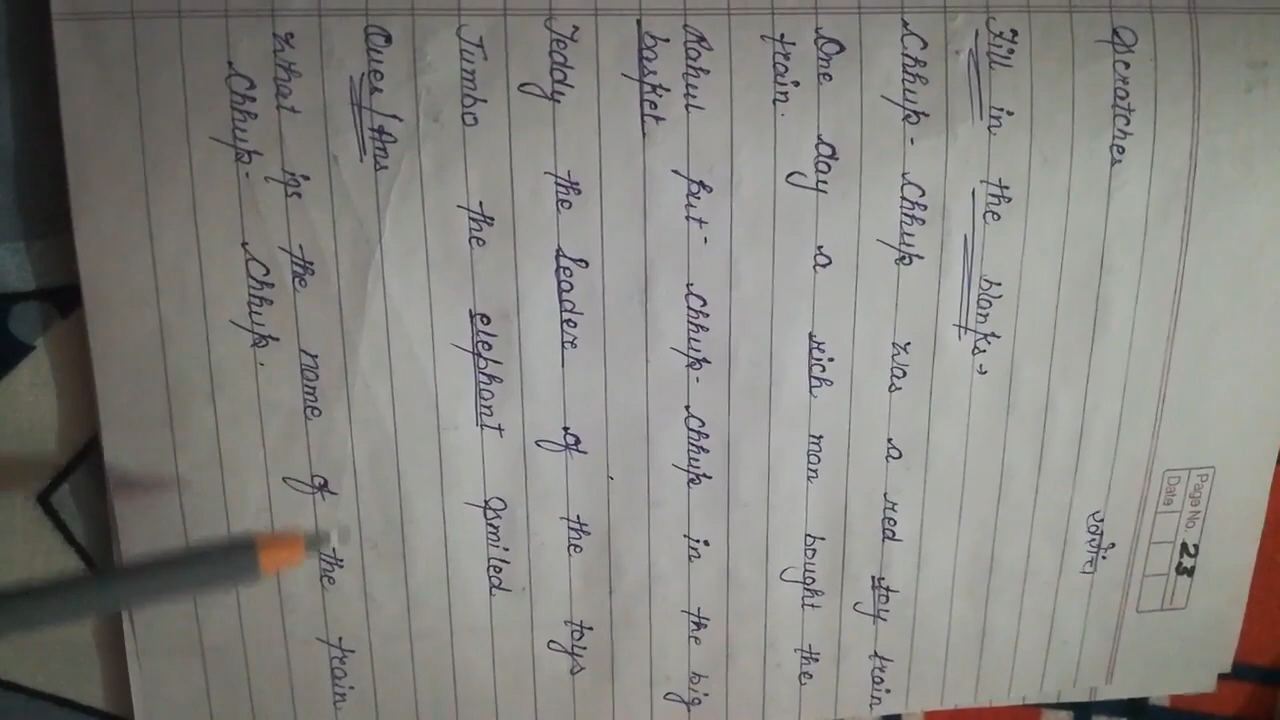 Page No. 23
Date
Scratches खरोंच
Fill in the blanks →
Chhuk - Chhuk was a red toy train
One day a rich man bought the
train.
Rahul put - Chhuk - Chhuk in the big
basket
Teddy the leader of the toys
Jumbo the elephant smiled
Ques/Ans
What is the name of the train
Chhuk - Chhuk.